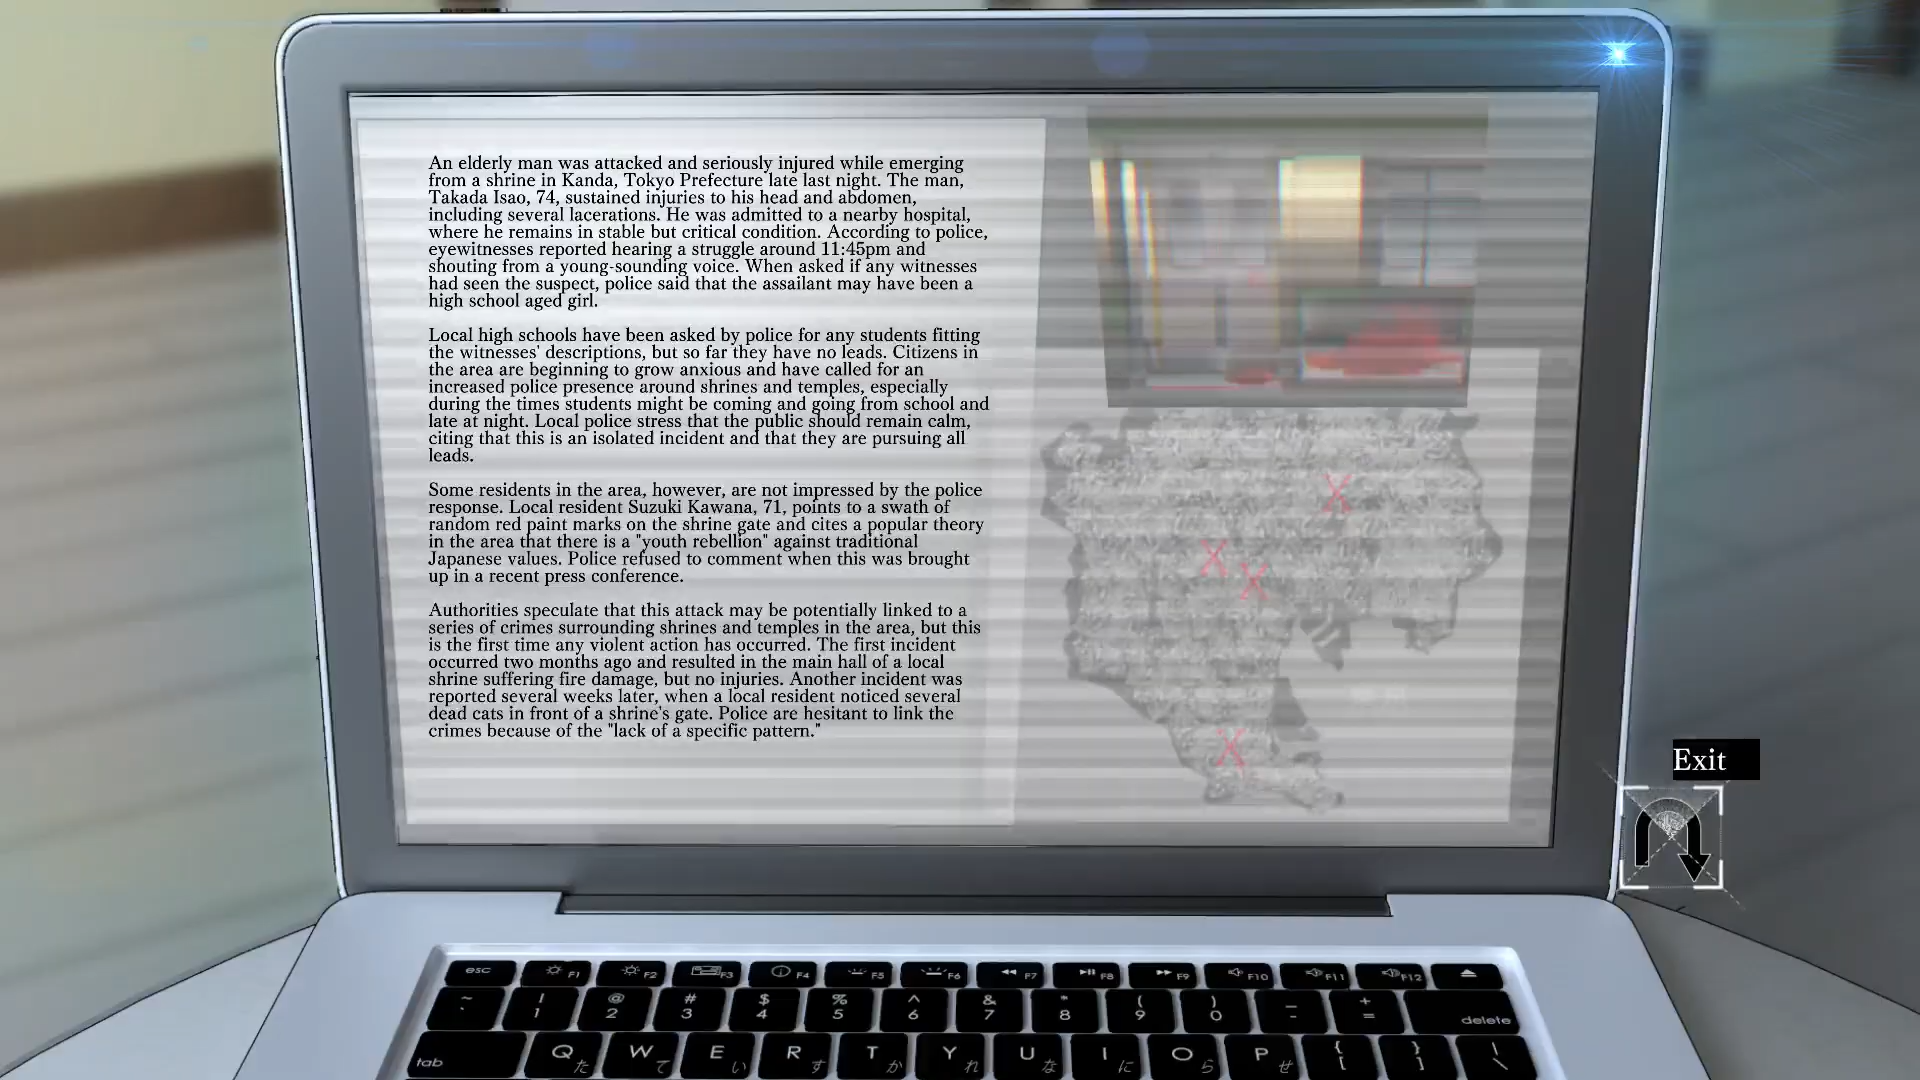 An elderly man was attacked and seriously injured while emerging
from a shrine in Kanda, Tokyo Prefecture late last night. The man,
Takada Isao, 74, sustained injuries to his head and abdomen,
including several lacerations. He was admitted to a nearby hospital,
where he remains in stable but critical condition. According to police,
eyewitnesses reported hearing a struggle around 11:45pm and
shouting from a young-sounding voice. When asked if any witnesses
had seen the suspect, police said that the assailant may have been a
high school aged girl.
Local high schools have been asked by police for any students fitting
the witnesses' descriptions, but so far they have no leads. Citizens in
the area are beginning to grow anxious and have called for an
increased police presence around shrines and temples, especially
during the times students might be coming and going from school and
late at night. Local police stress that the public should remain calm,
citing that this is an isolated incident and that they are pursuing all
leads.
Some residents in the area, however, are not impressed by the police
response. Local resident Suzuki Kawana, 71, points to a swath of
random red paint marks on the shrine gate and cites a popular theory
in the area that there is a "youth rebellion" against traditional
Japanese values. Police refused to comment when this was brought
up in a recent press conference.
Authorities speculate that this attack may be potentially linked to a
series of crimes surrounding shrines and temples in the area, but this
is the first time any violent action has occurred. The first incident
occurred two months ago and resulted in the main hall of a local
shrine suffering fire damage, but no injuries. Another incident was
reported several weeks later, when a local resident noticed several
dead cats in front of a shrine's gate. Police are hesitant to link the
crimes because of the "lack of a specific pattern."
Exit
esc F1 F2 F3 F4 F5 F6 F7 F8 F9 F10 F11 F12
~ ` ! 1 @ 2 # 3 $ 4 % 5 ^ 6 & 7 * 8 ( 9 ) 0 _ - + = delete
tab Q た W て E い R す T か Y れ U な I に O ら P せ { [ } ] | \